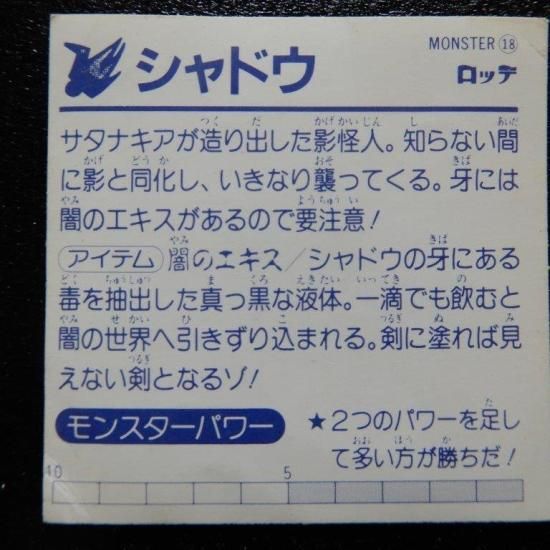 MONSTER⑱
シャドウ
ロッテ
サタナキアが造り出した影怪人。知らない間
に影と同化し、いきなり襲ってくる。牙には
闇のエキスがあるので要注意！
アイテム 闇のエキス／シャドウの牙にある
毒を抽出した真っ黒な液体。一滴でも飲むと
闇の世界へ引きずり込まれる。剣に塗れば見
えない剣となるゾ！
モンスターパワー
★２つのパワーを足し
て多い方が勝ちだ！
10 5